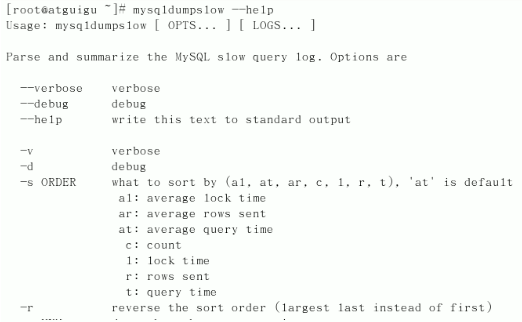 [root@atguigu ~]# mysqldumpslow --help
Usage: mysqldumpslow [ OPTS... ] [ LOGS... ]
Parse and summarize the MySQL slow query log. Options are
--verbose verbose
--debug debug
--help write this text to standard output
-v verbose
-d debug
-s ORDER what to sort by (al, at, ar, c, l, r, t), 'at' is default
al: average lock time
ar: average rows sent
at: average query time
c: count
l: lock time
r: rows sent
t: query time
-r reverse the sort order (largest last instead of first)